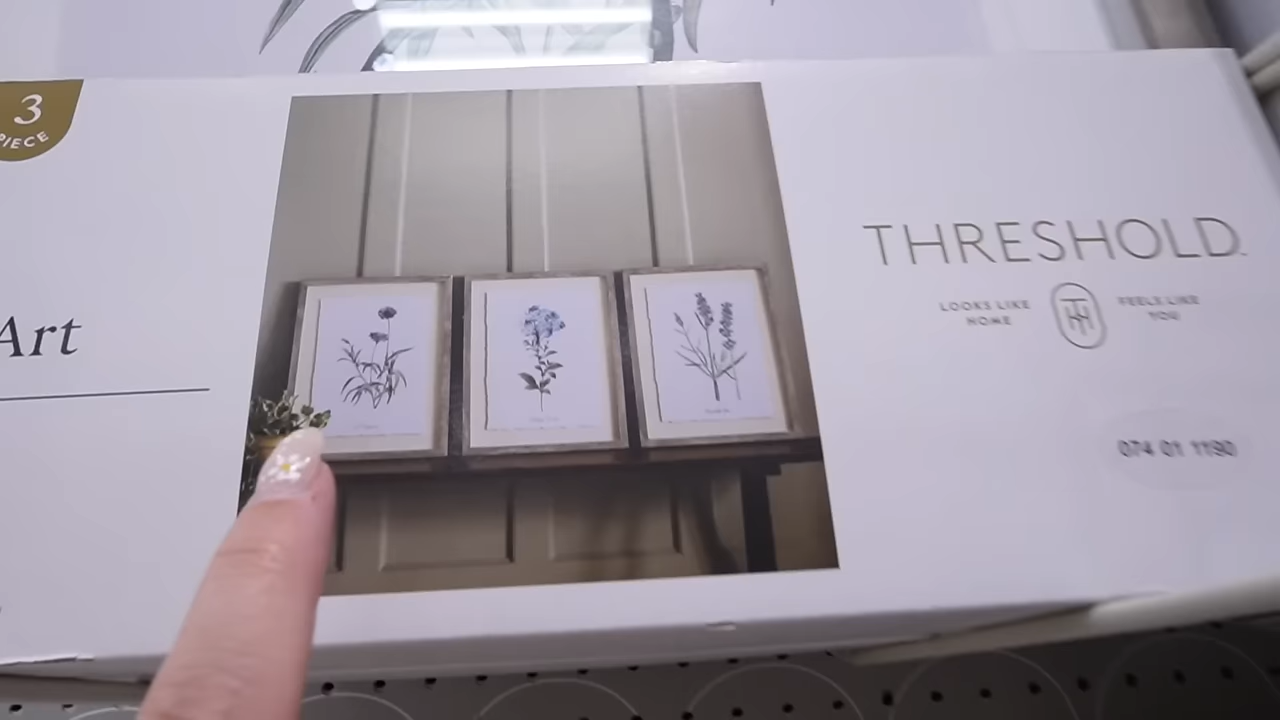 3
PIECE
Art
THRESHOLD
LOOKS LIKE
HOME
FEELS LIKE
YOU
074 01 1190